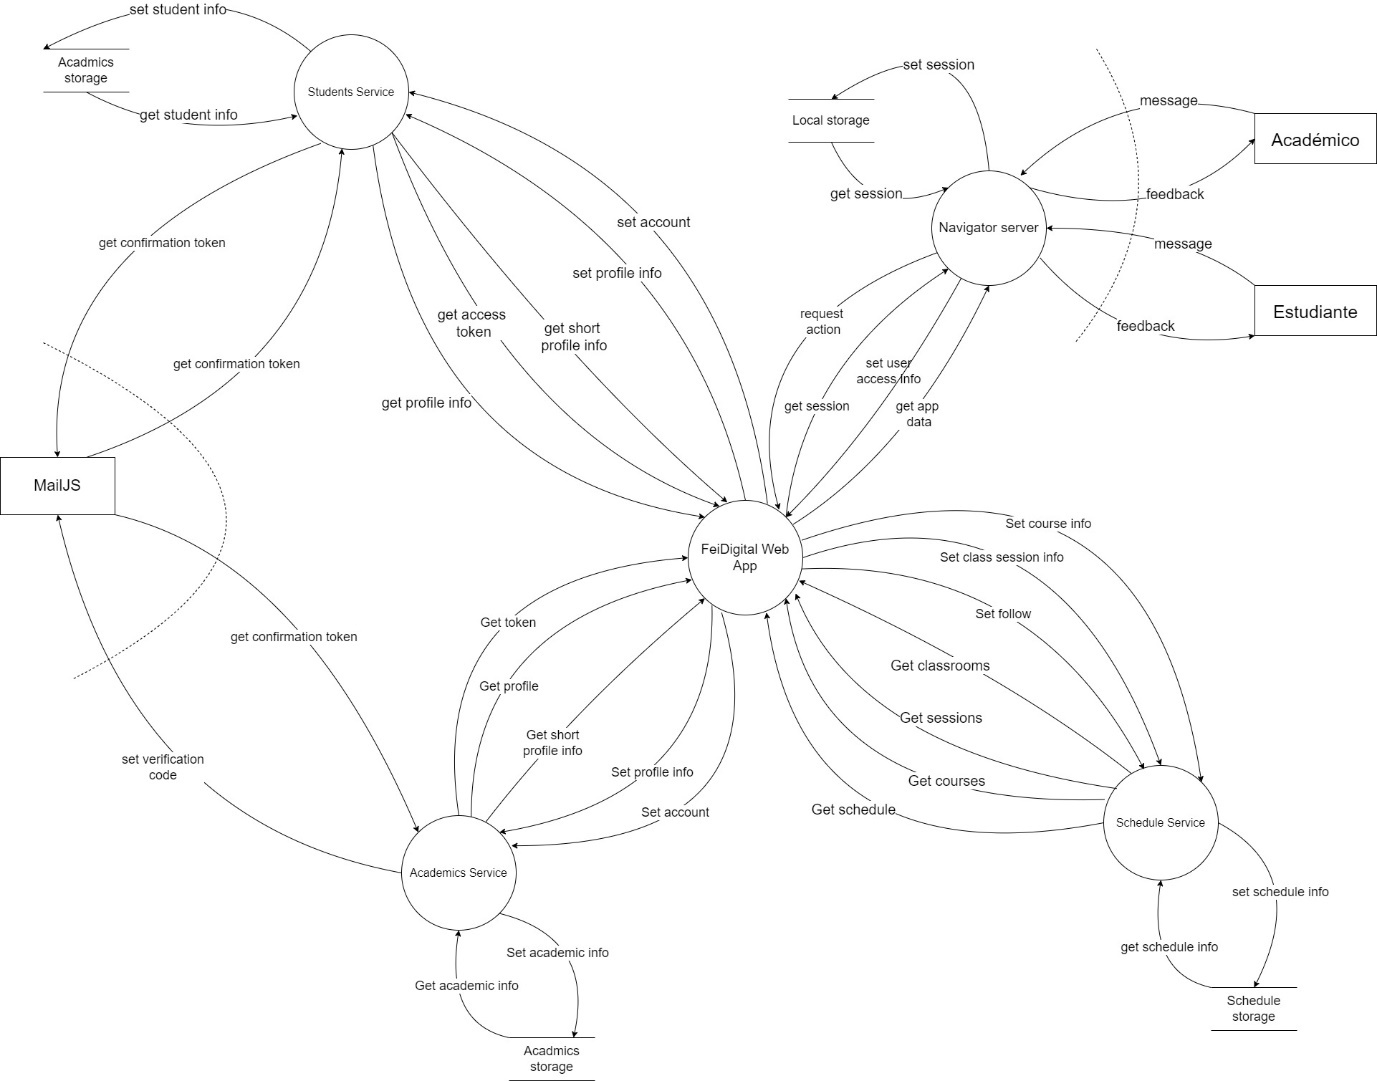 set student info
Acadmics
storage
get student info
Students Service
set session
Local storage
get session
message
Académico
feedback
Navigator server
message
Estudiante
feedback
get confirmation token
set account
set profile info
get access
token
get short
profile info
get confirmation token
get profile info
request
action
set user
access info
get session
get app
data
MailJS
FeiDigital Web
App
Set course info
Set class session info
Set follow
Get classrooms
Get sessions
Get courses
Get schedule
Get token
get confirmation token
Get profile
Get short
profile info
set verification
code
Set profile info
Set account
Schedule Service
Academics Service
set schedule info
get schedule info
Set academic info
Get academic info
Schedule
storage
Acadmics
storage